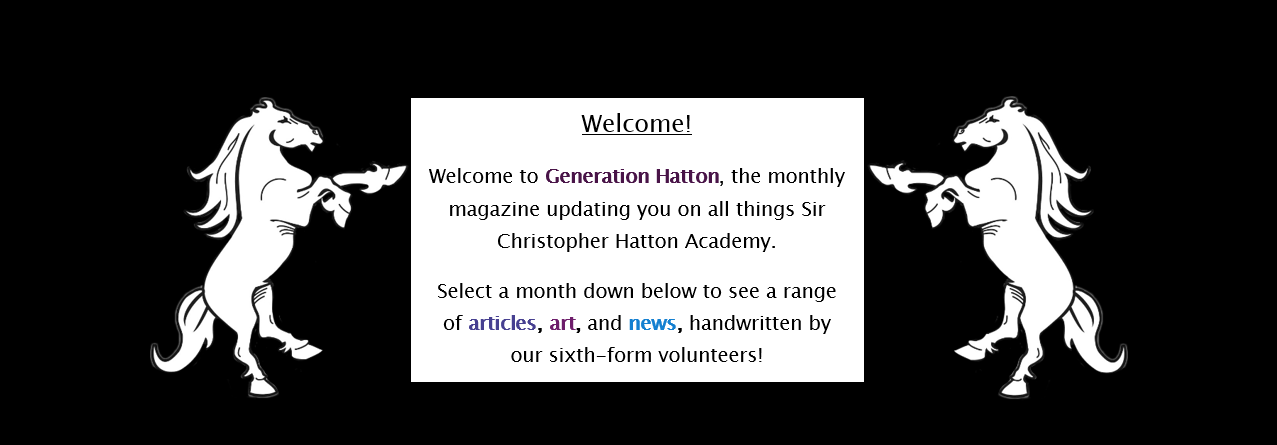 Welcome!
Welcome to Generation Hatton, the monthly
magazine updating you on all things Sir
Christopher Hatton Academy.
Select a month down below to see a range
of articles, art, and news, handwritten by
our sixth-form volunteers!